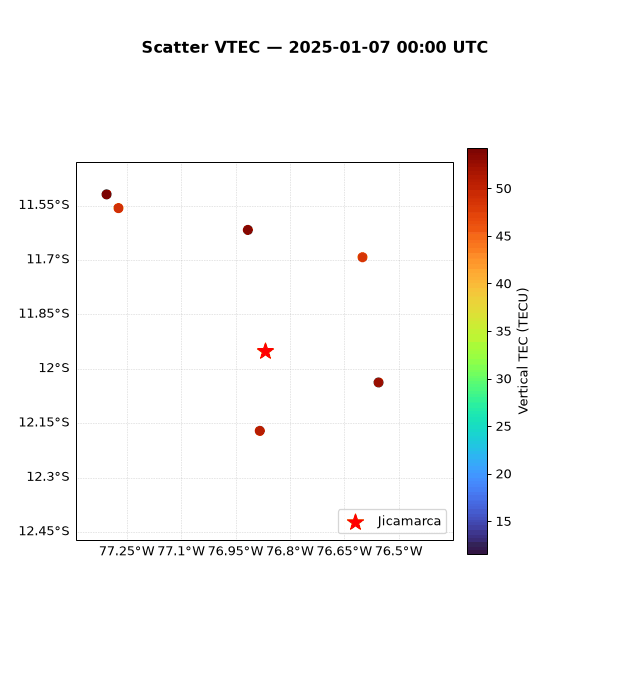 Scatter VTEC — 2025-01-07 00:00 UTC
11.55°S
11.7°S
11.85°S
12°S
12.15°S
12.3°S
12.45°S
77.25°W 77.1°W 76.95°W 76.8°W 76.65°W 76.5°W
Jicamarca
50
45
40
35
30
25
20
15
Vertical TEC (TECU)